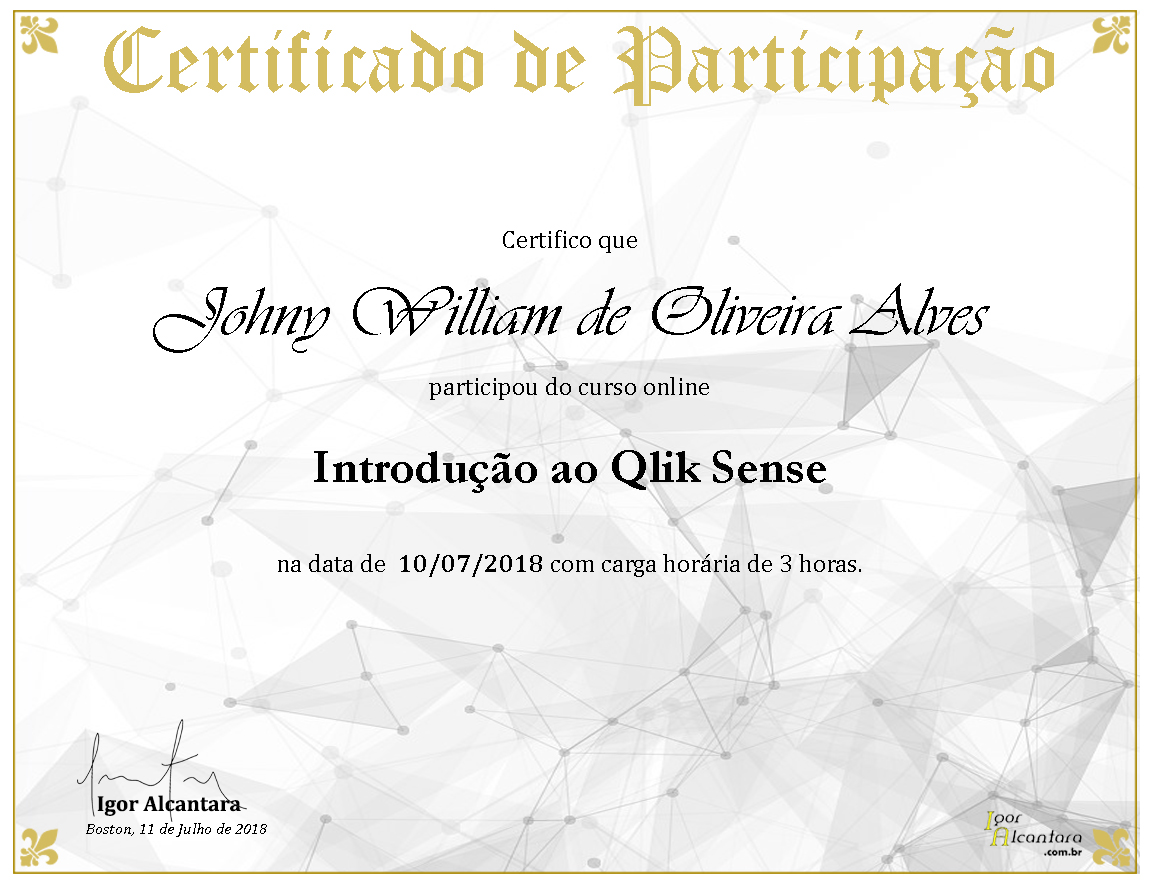 Certificado de Participação
Certifico que
Johny William de Oliveira Alves
participou do curso online
Introdução ao Qlik Sense
na data de 10/07/2018 com carga horária de 3 horas.
Igor Alcantara
Boston, 11 de Julho de 2018
Igor
Alcantara
.com.br